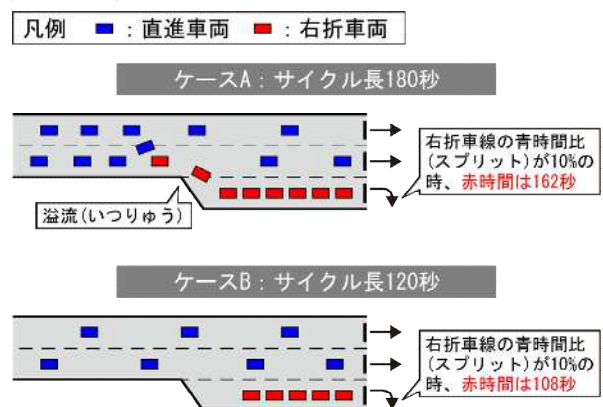 凡例 : 直進車両 : 右折車両
ケースA：サイクル長180秒
右折車線の青時間比
(スプリット)が10%の
時、赤時間は162秒
溢流(いつりゅう)
ケースB：サイクル長120秒
右折車線の青時間比
(スプリット)が10%の
時、赤時間は108秒